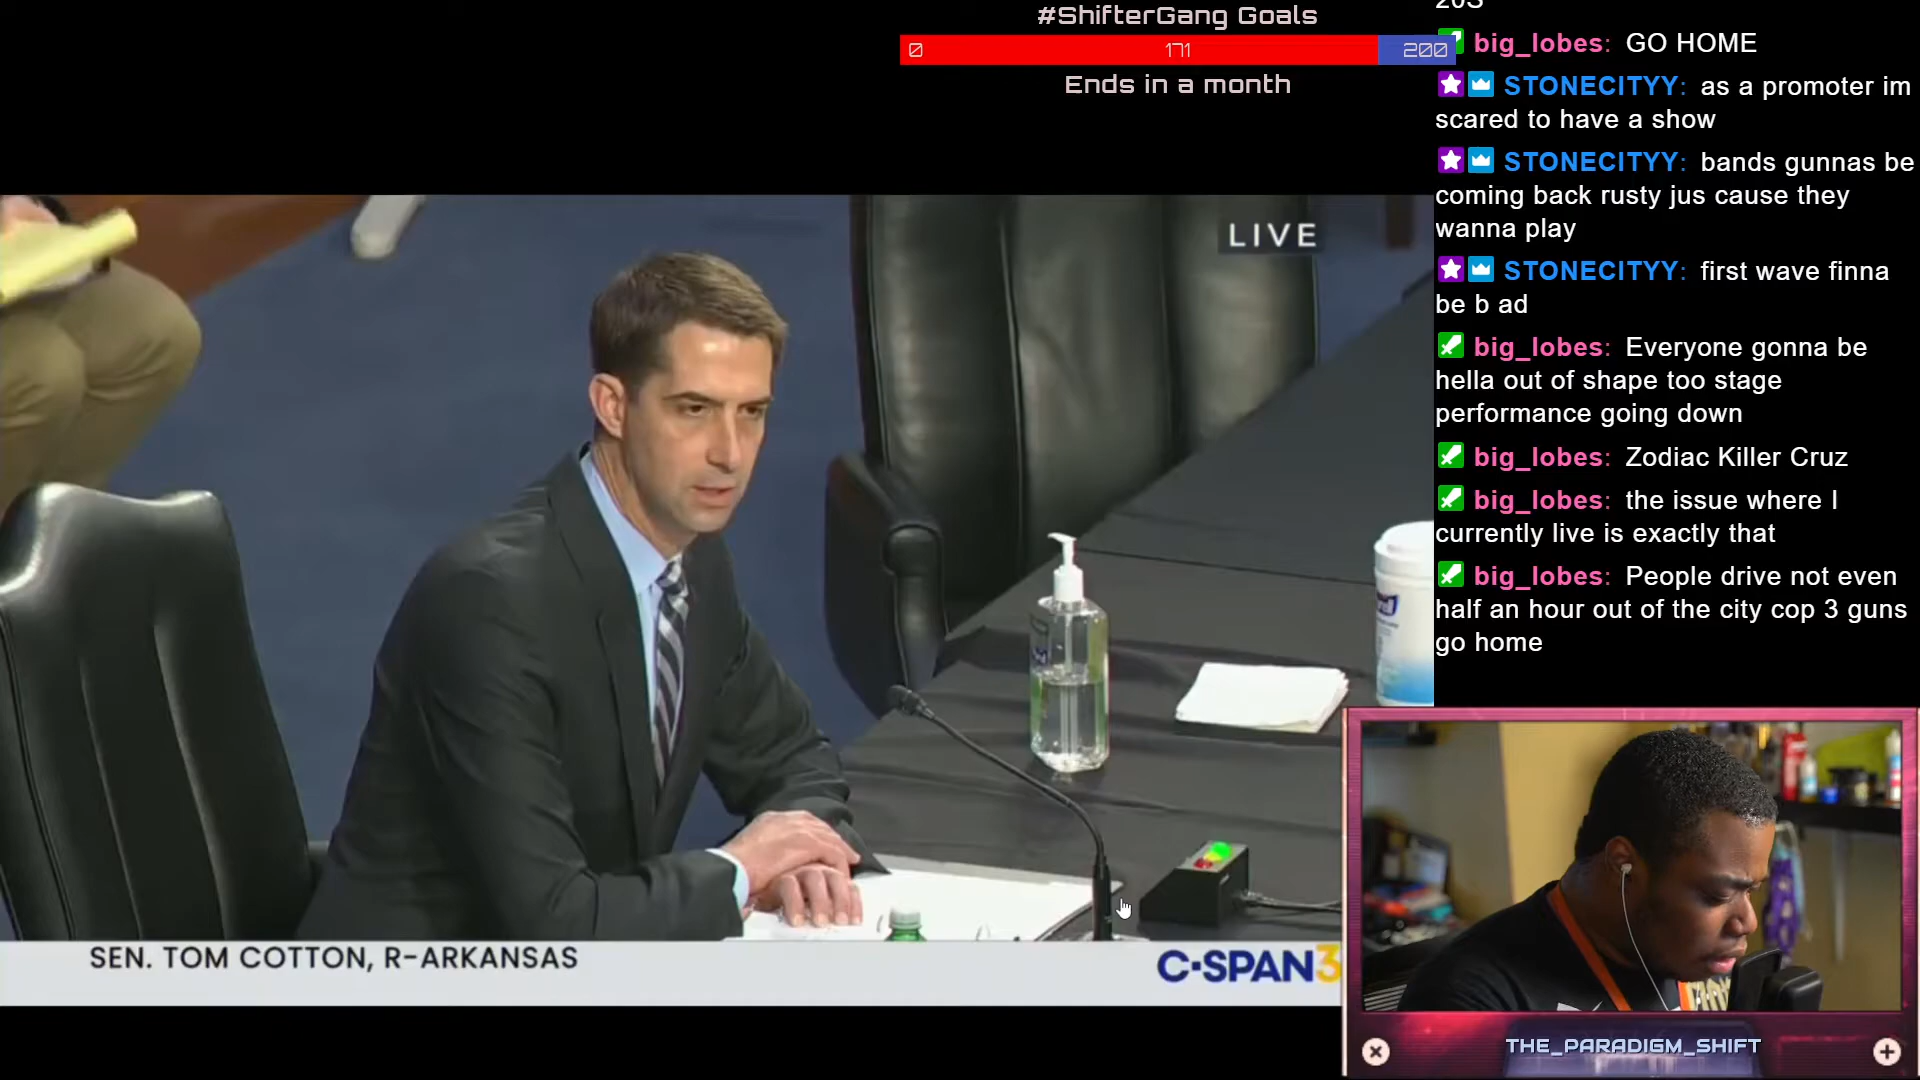 #ShifterGang Goals
0 171 200
Ends in a month
big_lobes: GO HOME
STONECITYY: as a promoter im
scared to have a show
STONECITYY: bands gunnas be
coming back rusty jus cause they
wanna play
STONECITYY: first wave finna
be b ad
big_lobes: Everyone gonna be
hella out of shape too stage
performance going down
big_lobes: Zodiac Killer Cruz
big_lobes: the issue where I
currently live is exactly that
big_lobes: People drive not even
half an hour out of the city cop 3 guns
go home
LIVE
SEN. TOM COTTON, R-ARKANSAS
C-SPAN3
THE_PARADIGM_SHIFT